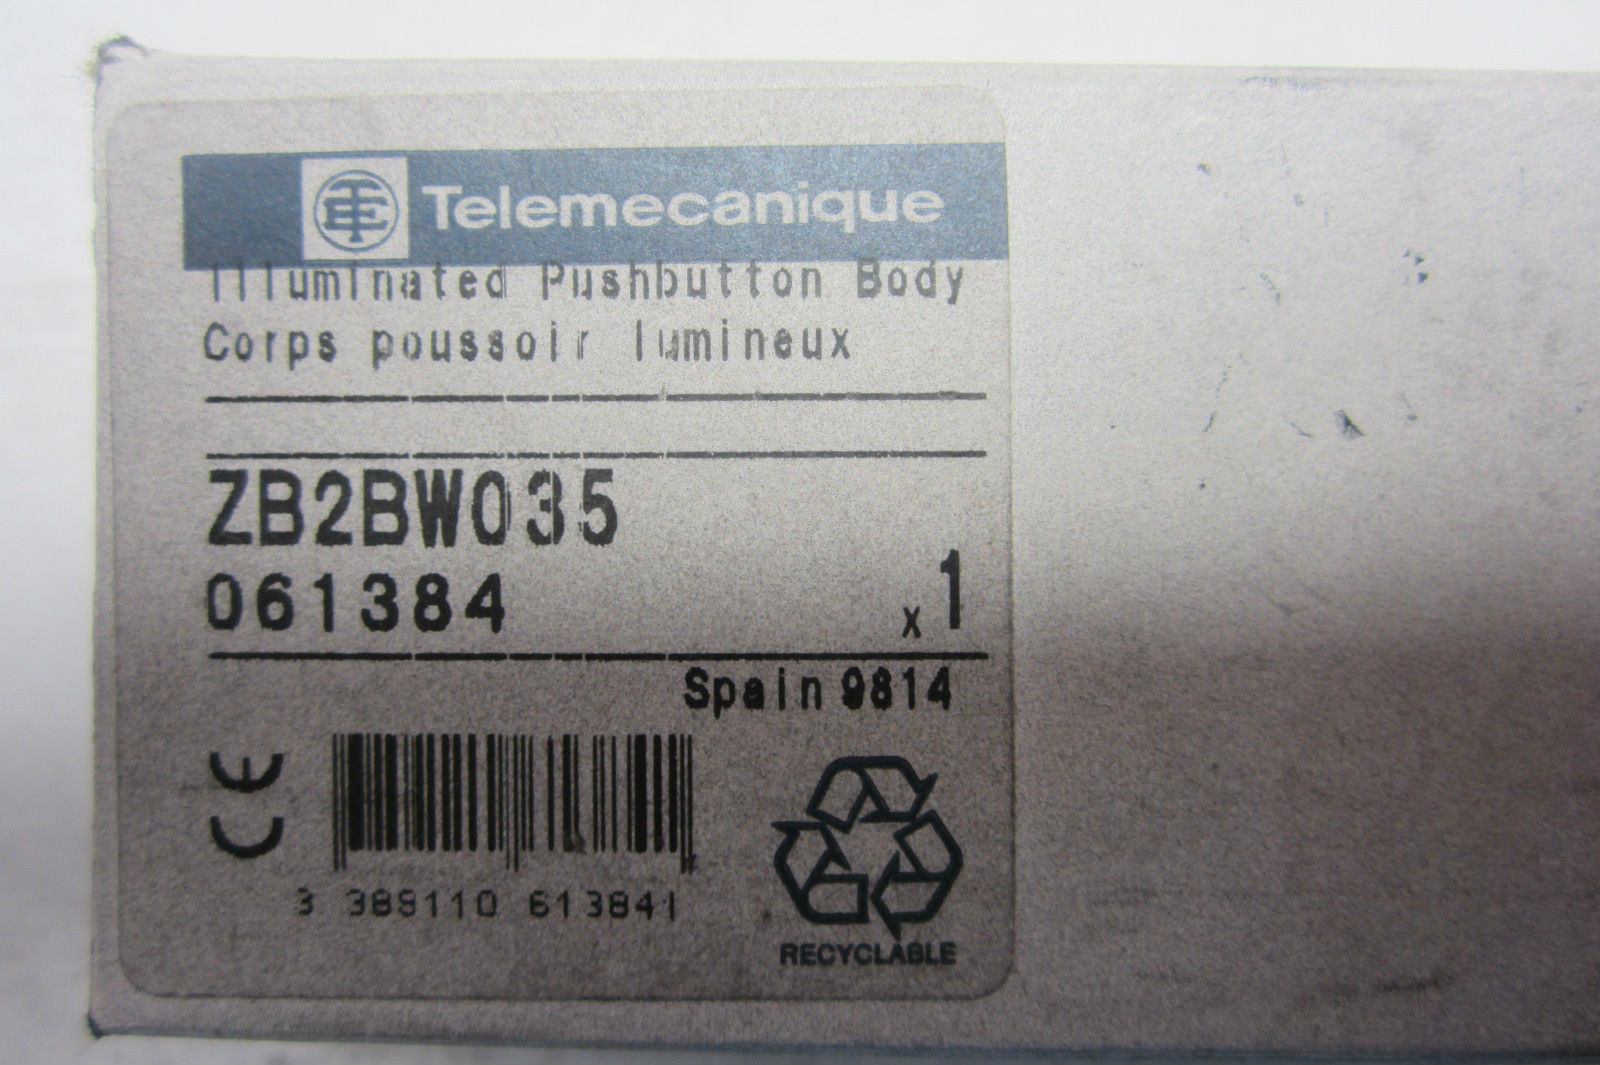 Telemecanique
Illuminated Pushbutton Body
Corps poussoir lumineux
ZB2BW035
061384
x1
Spain 9814
CE
3 389110 613841
RECYCLABLE